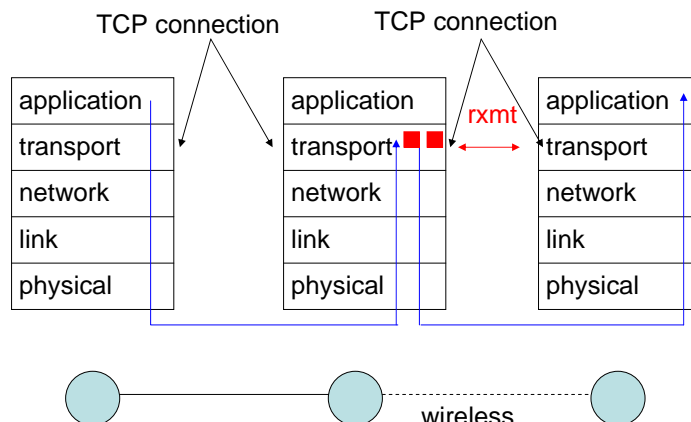 TCP connection
TCP connection
application
transport
network
link
physical
application
transport
network
link
physical
rxmt
application
transport
network
link
physical
wireless